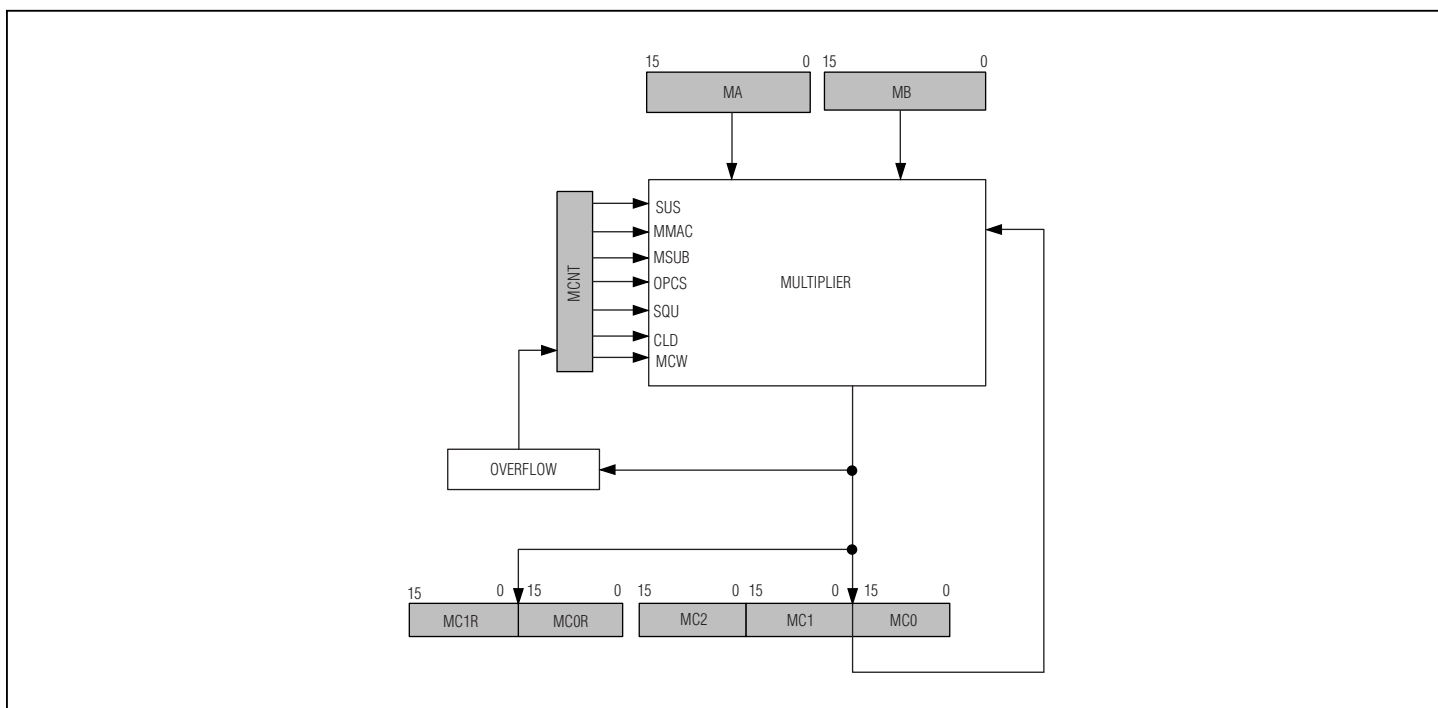 15 0 15 0
MA MB
SUS
MMAC
MSUB
OPCS
SQU
CLD
MCW
MCNT
MULTIPLIER
OVERFLOW
15 0 15 0 15 0 15 0 15 0
MC1R MC0R MC2 MC1 MC0